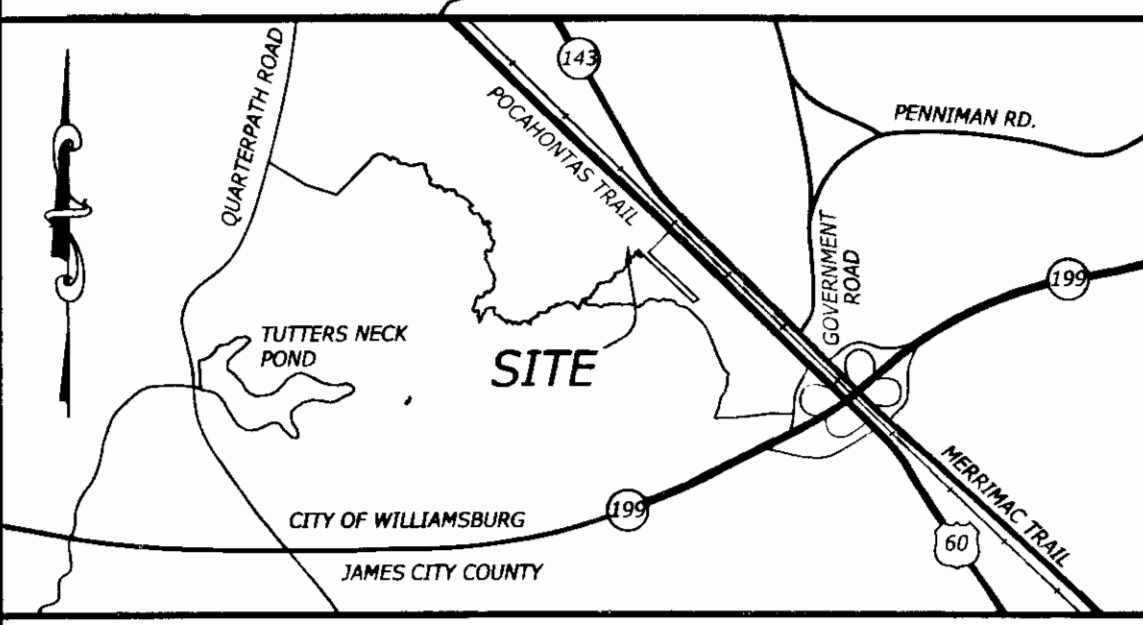 143
QUARTERPATH ROAD
POCAHONTAS TRAIL
PENNIMAN RD.
GOVERNMENT
ROAD
199
TUTTERS NECK
POND
SITE
MERRIMAC TRAIL
199
CITY OF WILLIAMSBURG
60
JAMES CITY COUNTY